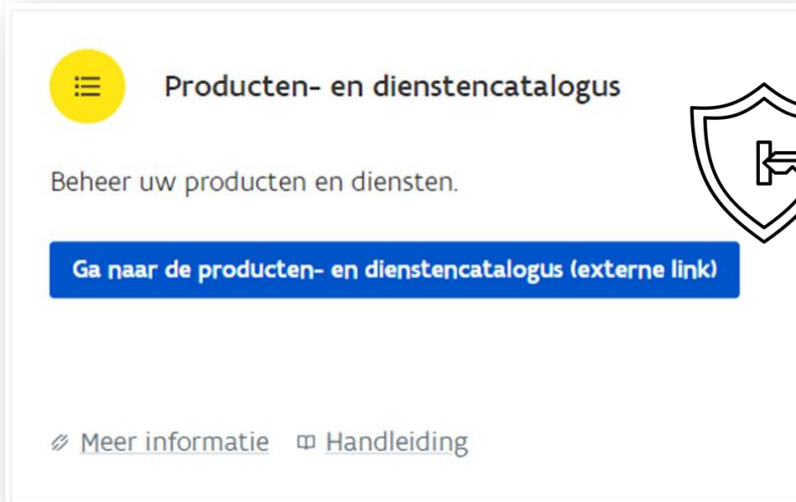 Producten- en dienstencatalogus
Beheer uw producten en diensten.
Ga naar de producten- en dienstencatalogus (externe link)
Meer informatie Handleiding